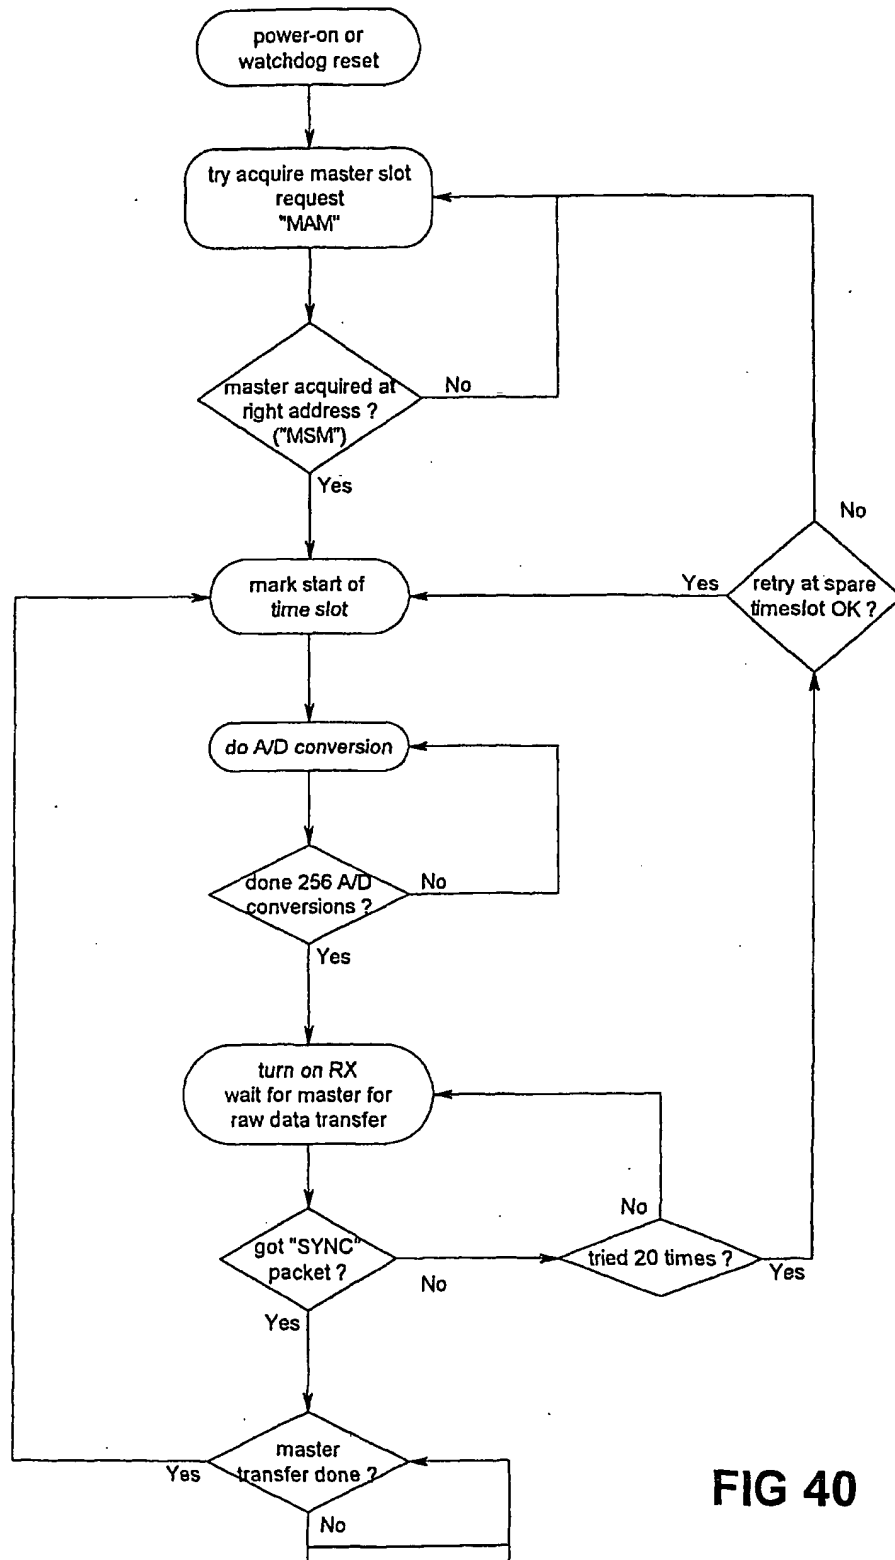 power-on or
watchdog reset
try acquire master slot
request
"MAM"
master acquired at
right address ?
("MSM")
No
Yes
No
mark start of
time slot
Yes
retry at spare
timeslot OK ?
do A/D conversion
done 256 A/D
conversions ?
No
Yes
turn on RX
wait for master for
raw data transfer
No
got "SYNC"
packet ?
tried 20 times ?
No
Yes
Yes
master
transfer done ?
Yes
No
FIG 40